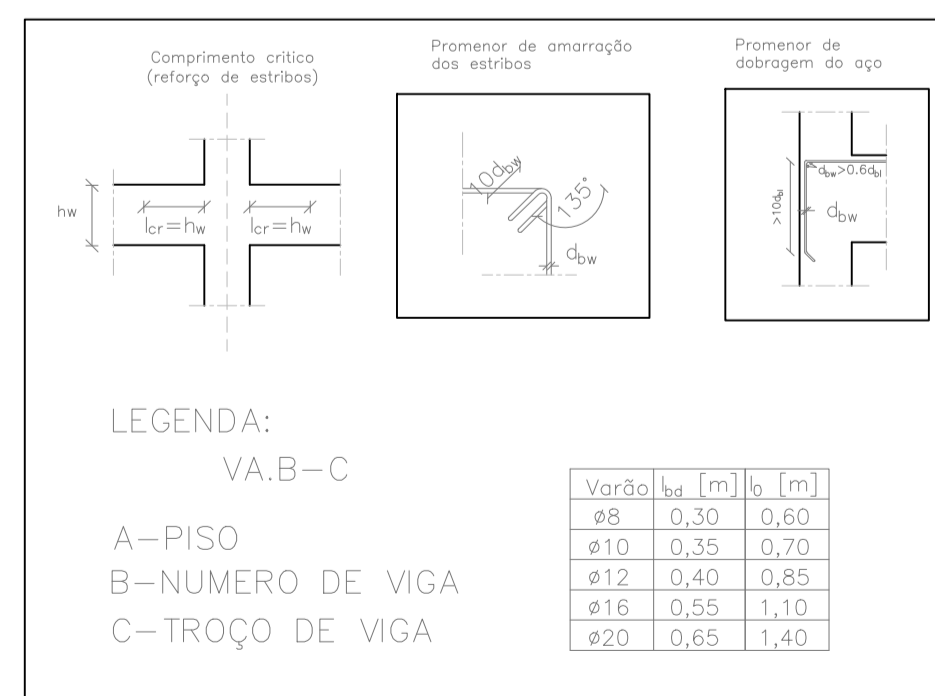 Comprimento critico
(reforço de estribos)
hw
lcr=hw
lcr=hw
Promenor de amarração
dos estribos
10dbw
135°
dbw
Promenor de
dobragem do aço
dbw>0.6dbl
>10dbl
dbw
LEGENDA:
VA.B-C
A-PISO
B-NUMERO DE VIGA
C-TROÇO DE VIGA
Varão lbd [m] l0 [m]
ø8 0,30 0,60
ø10 0,35 0,70
ø12 0,40 0,85
ø16 0,55 1,10
ø20 0,65 1,40